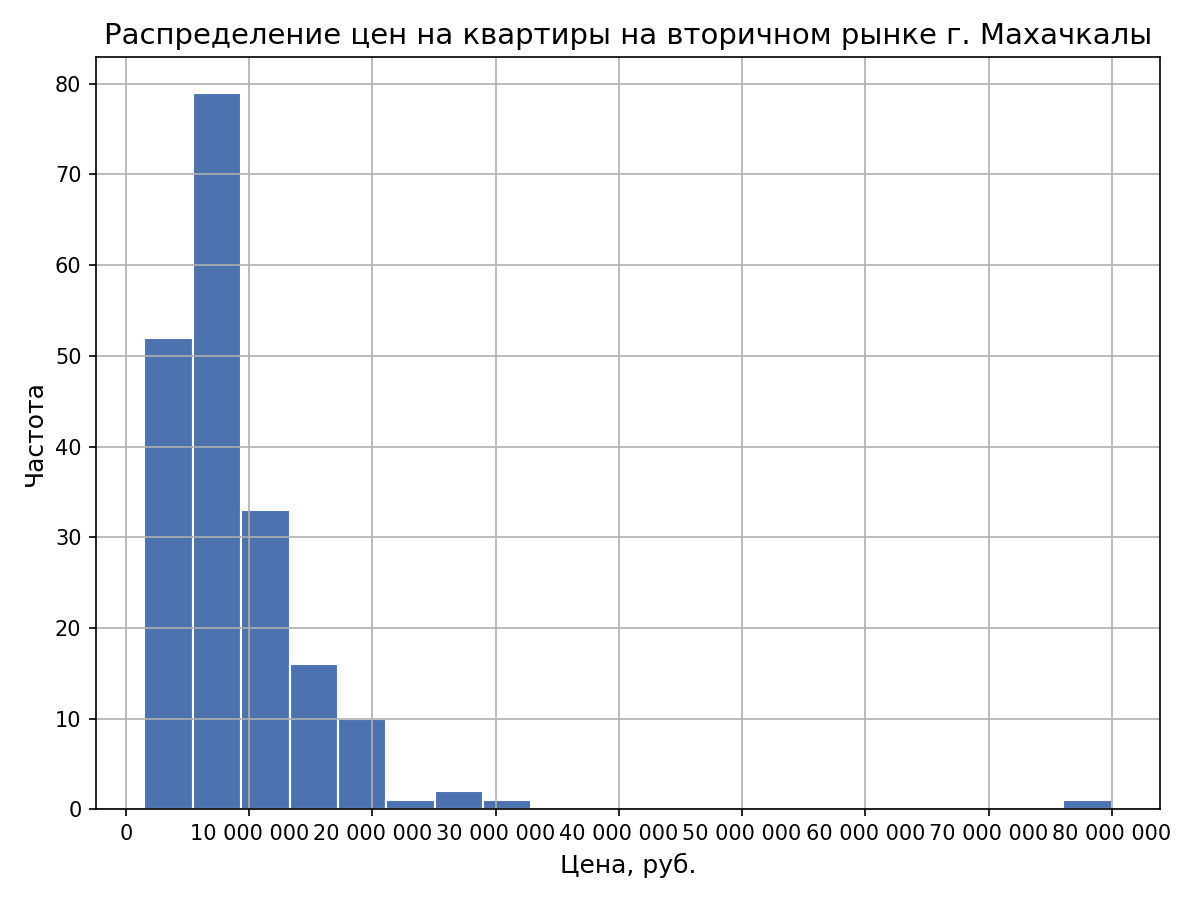 Распределение цен на квартиры на вторичном рынке г. Махачкалы
80
70
60
50
40
30
20
10
0
Частота
0 10 000 000 20 000 000 30 000 000 40 000 000 50 000 000 60 000 000 70 000 000 80 000 000
Цена, руб.